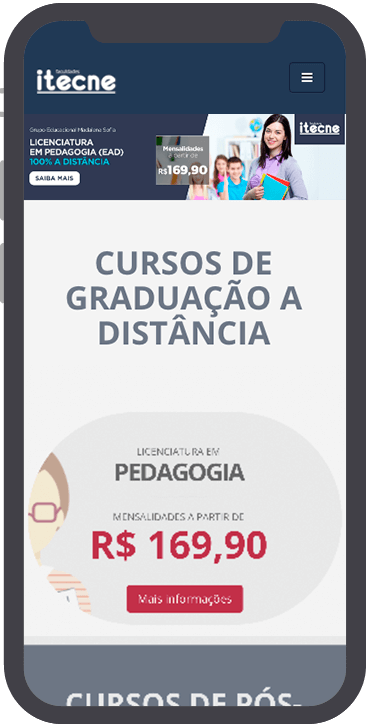 faculdades
itecne
Grupo Educacional Madalena Sofia
LICENCIATURA
EM PEDAGOGIA (EAD)
100% A DISTÂNCIA
SAIBA MAIS
Mensalidades
a partir de
R$169,90
itecne
CURSOS DE
GRADUAÇÃO A
DISTÂNCIA
LICENCIATURA EM
PEDAGOGIA
MENSALIDADES A PARTIR DE
R$ 169,90
Mais informações
CURSOS DE PÓS-